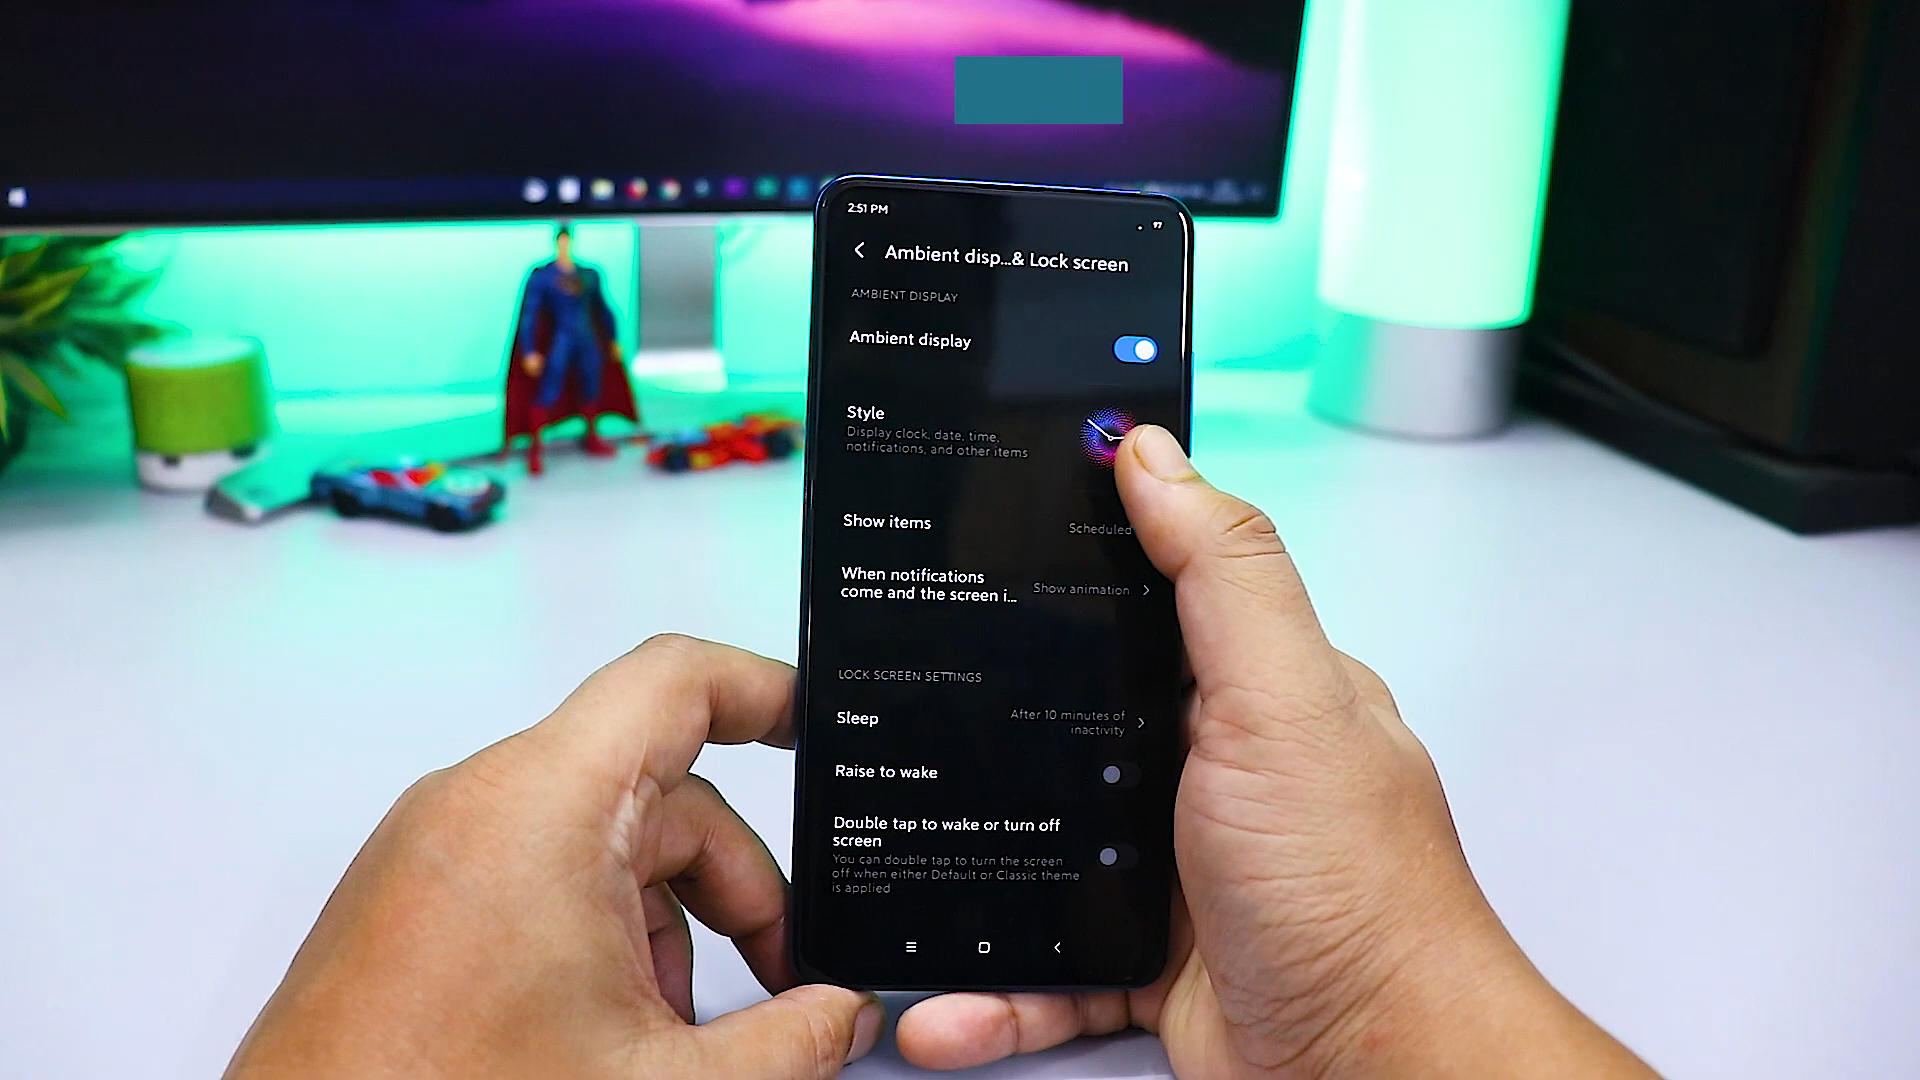 2:51 PM
97
Ambient disp...& Lock screen
AMBIENT DISPLAY
Ambient display
Style
Display clock, date, time,
notifications, and other items
Show items
Scheduled
When notifications
come and the screen i...
Show animation
LOCK SCREEN SETTINGS
Sleep
After 10 minutes of
inactivity
Raise to wake
Double tap to wake or turn off
screen
You can double tap to turn the screen
off when either Default or Classic theme
is applied